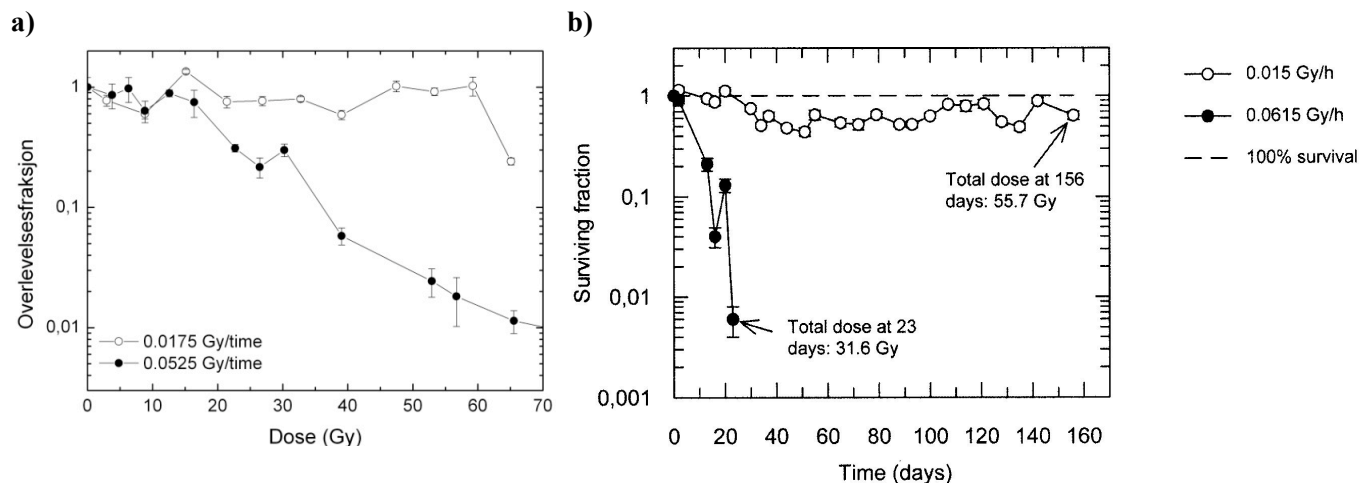 a)
Overlevelsesfraksjon
1
0,1
0,01
0.0175 Gy/time
0.0525 Gy/time
0 10 20 30 40 50 60 70
Dose (Gy)
b)
Surviving fraction
1
0,1
0,01
0,001
Total dose at 156
days: 55.7 Gy
Total dose at 23
days: 31.6 Gy
0 20 40 60 80 100 120 140 160
Time (days)
0.015 Gy/h
0.0615 Gy/h
100% survival